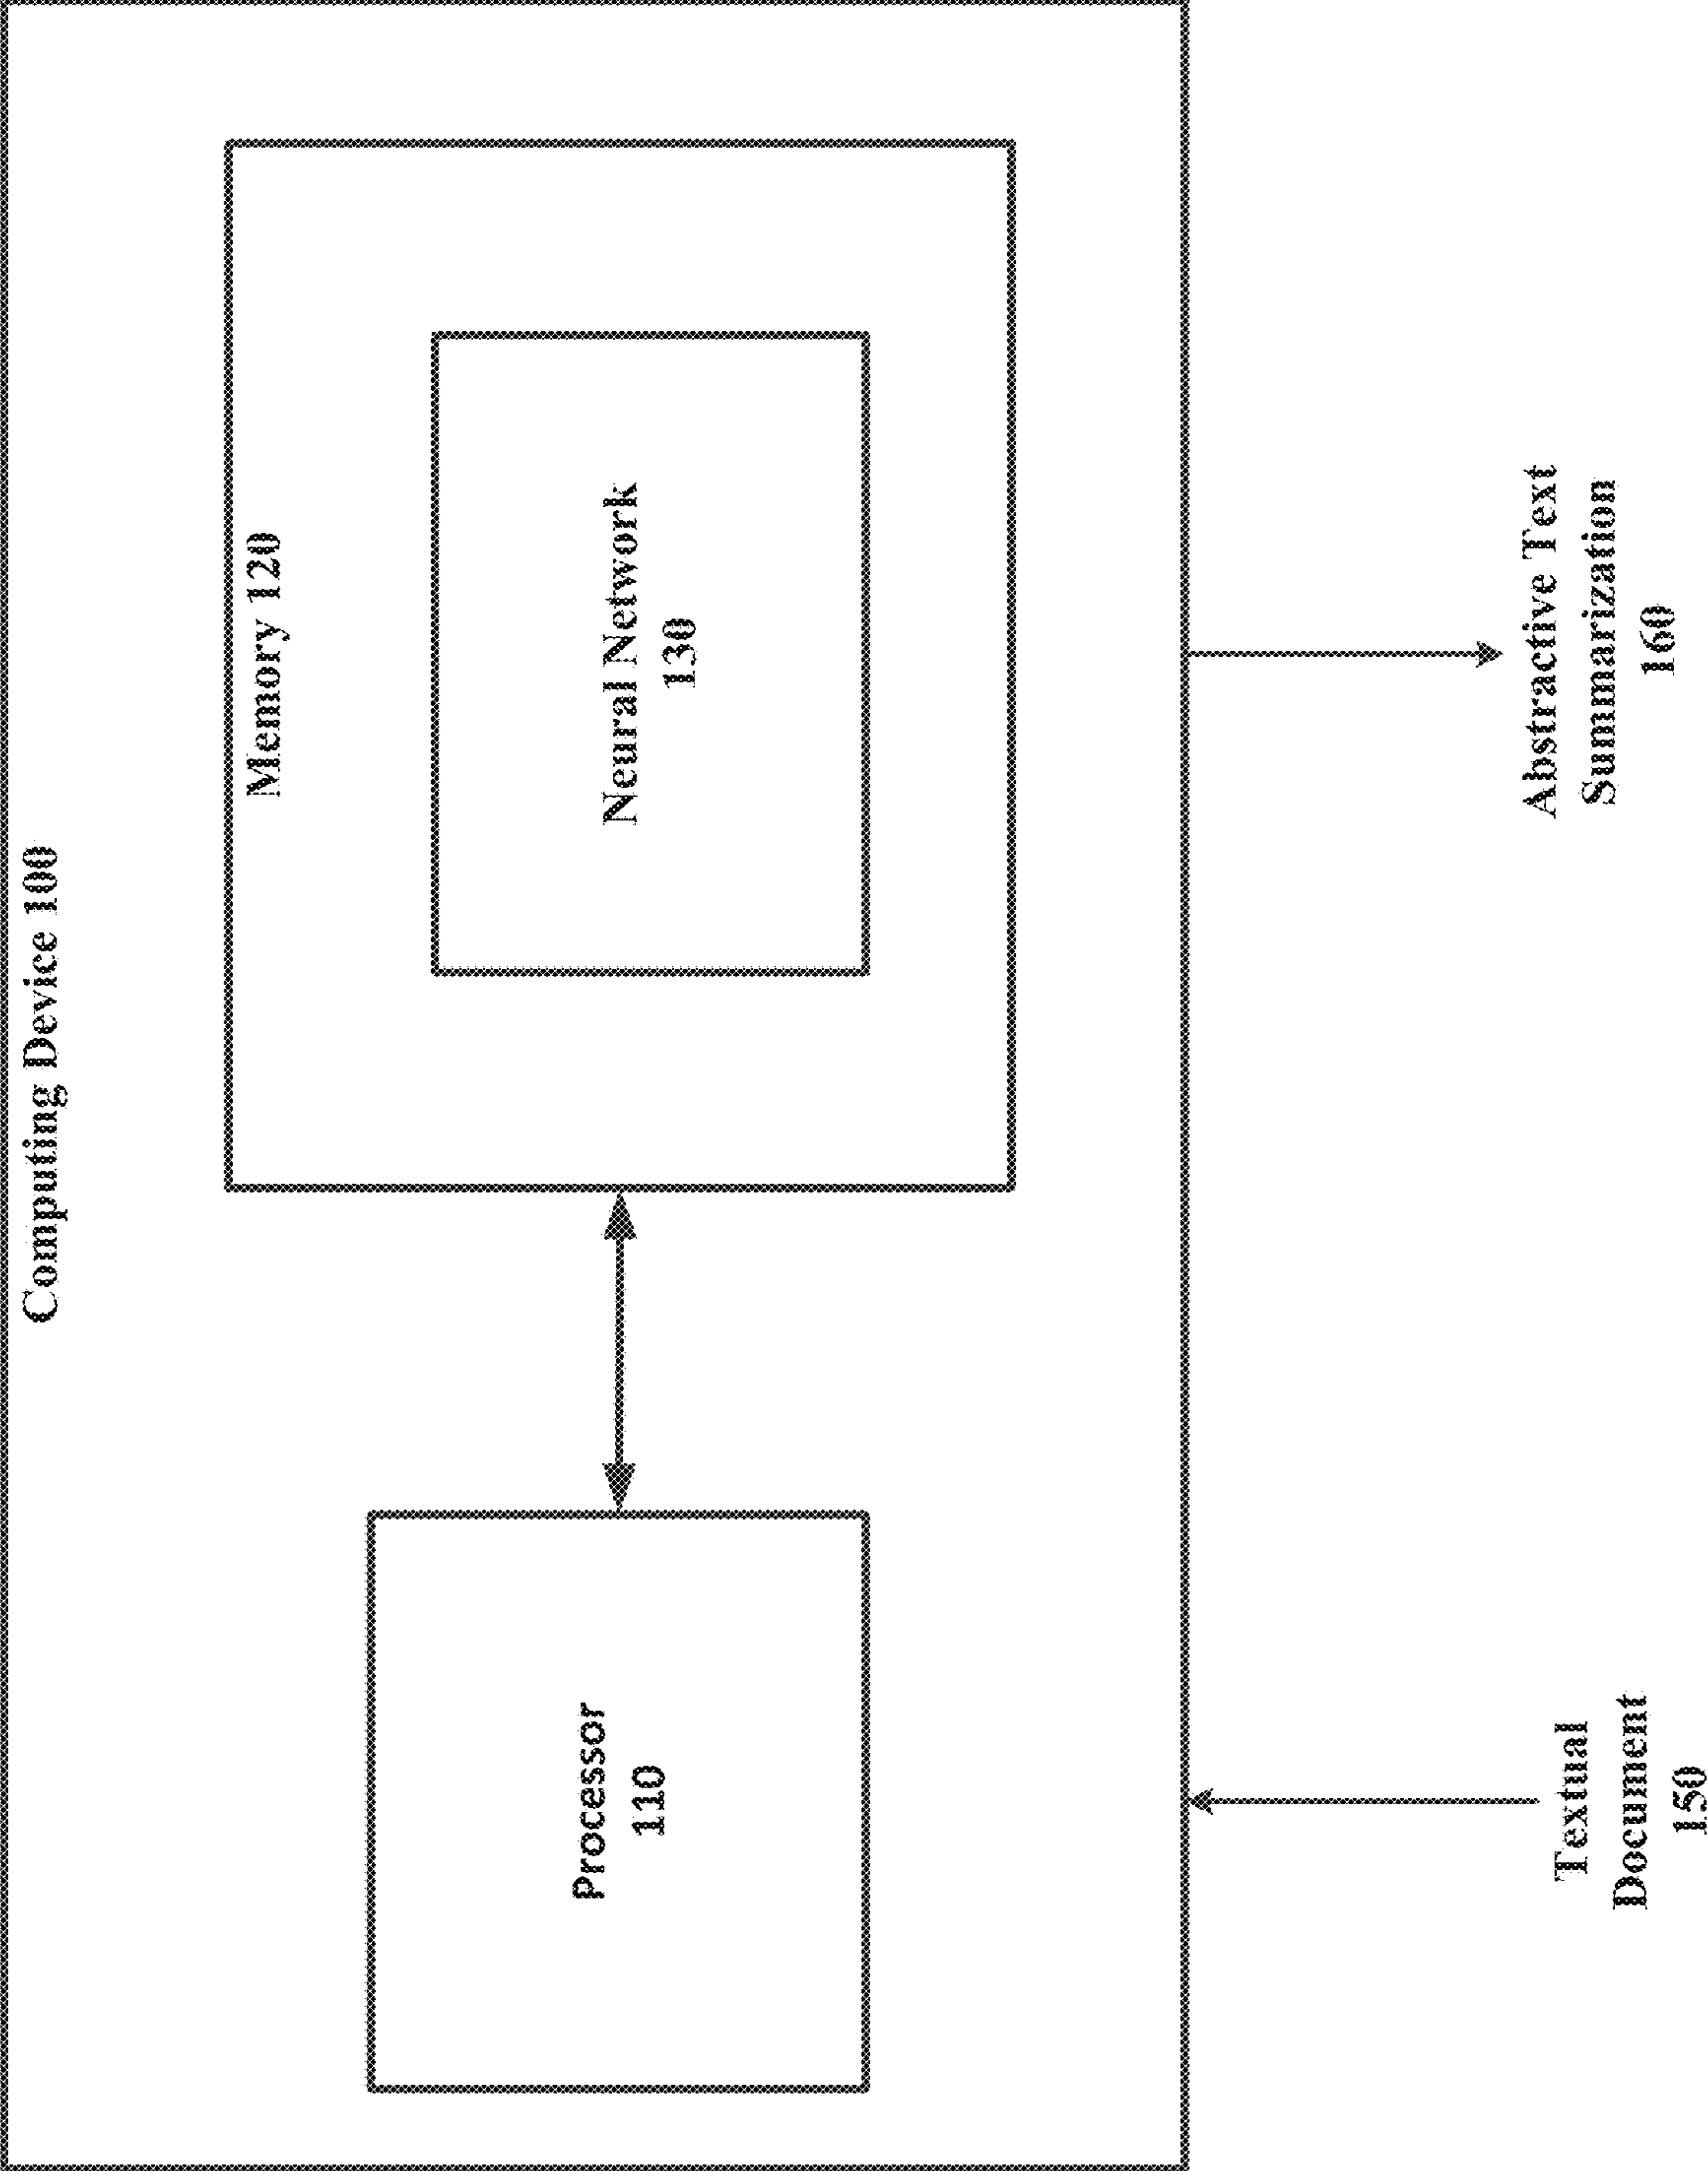 Computing Device 100
Processor
110
Memory 120
Neural Network
130
Textual
Document
150
Abstractive Text
Summarization
160